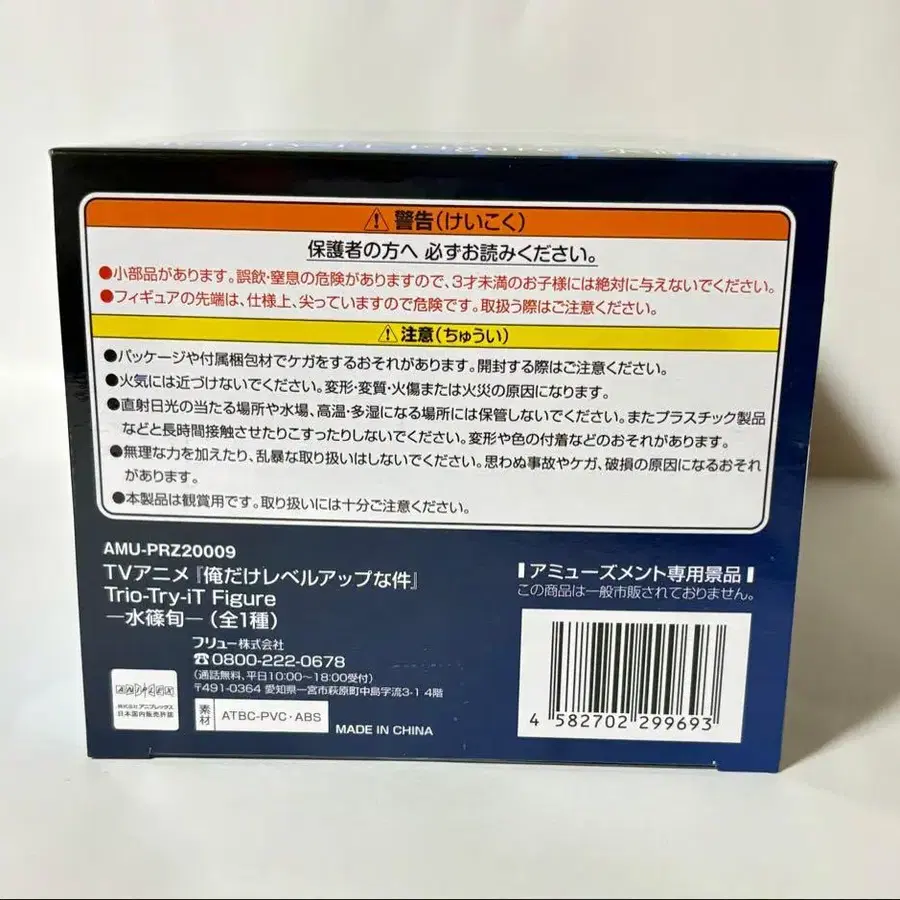 ⚠ 警告(けいこく)
保護者の方へ 必ずお読みください。
●小部品があります。誤飲・窒息の危険がありますので、3才未満のお子様には絶対に与えないでください。
●フィギュアの先端は、仕様上、尖っていますので危険です。取扱う際はご注意ください。
⚠ 注意(ちゅうい)
●パッケージや付属梱包材でケガをするおそれがあります。開封する際はご注意ください。
●火気には近づけないでください。変形・変質・火傷または火災の原因になります。
●直射日光の当たる場所や水場、高温・多湿になる場所には保管しないでください。またプラスチック製品
などと長時間接触させたりこすったりしないでください。変形や色の付着などのおそれがあります。
●無理な力を加えたり、乱暴な取り扱いはしないでください。思わぬ事故やケガ、破損の原因になるおそれ
があります。
●本製品は観賞用です。取り扱いには十分ご注意ください。
AMU-PRZ20009
TVアニメ『俺だけレベルアップな件』
Trio-Try-iT Figure
―水篠旬―(全1種)
フリュー株式会社
☎0800-222-0678
(通話無料、平日10:00~18:00受付)
〒491-0364 愛知県一宮市萩原町中島字流3-1 4階
ANIPLEX
株式会社アニプレックス
日本国内販売許諾
素材
ATBC-PVC・ABS
MADE IN CHINA
アミューズメント専用景品
この商品は一般市販されておりません。
4 582702 299693